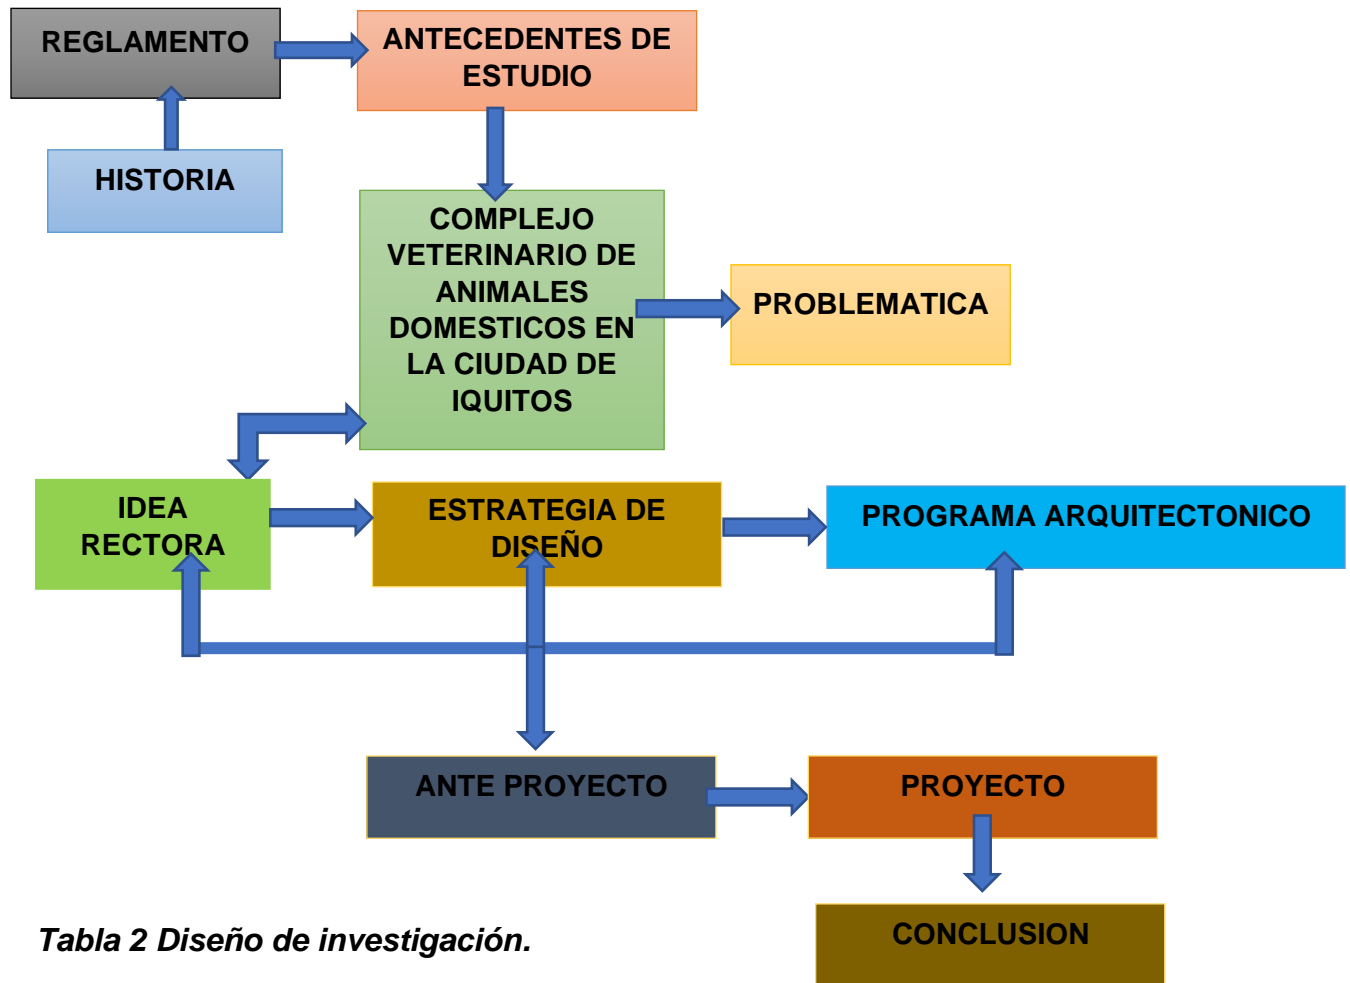 REGLAMENTO
ANTECEDENTES DE
ESTUDIO
HISTORIA
COMPLEJO
VETERINARIO DE
ANIMALES
DOMESTICOS EN
LA CIUDAD DE
IQUITOS
PROBLEMATICA
IDEA
RECTORA
ESTRATEGIA DE
DISEÑO
PROGRAMA ARQUITECTONICO
ANTE PROYECTO
PROYECTO
CONCLUSION
Tabla 2 Diseño de investigación.